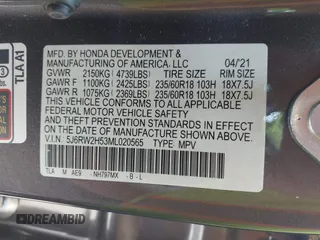 TLA A1
MFD. BY HONDA DEVELOPMENT &
MANUFACTURING OF AMERICA, LLC 04/21
GVWR 2150KG (4739LBS) TIRE SIZE RIM SIZE
GAWR F 1100KG (2425LBS) 235/60R18 103H 18X7.5J
GAWR R 1075KG (2369LBS) 235/60R18 103H 18X7.5J
THIS VEHICLE CONFORMS TO ALL APPLICABLE
FEDERAL MOTOR VEHICLE SAFETY AND THEFT
PREVENTION STANDARDS IN EFFECT ON THE DATE OF
MANUFACTURE SHOWN ABOVE.
V.I.N. 5J6RW2H53ML020565 TYPE MPV
TLA M AE9 NH797MX -B-L
DREAMBID